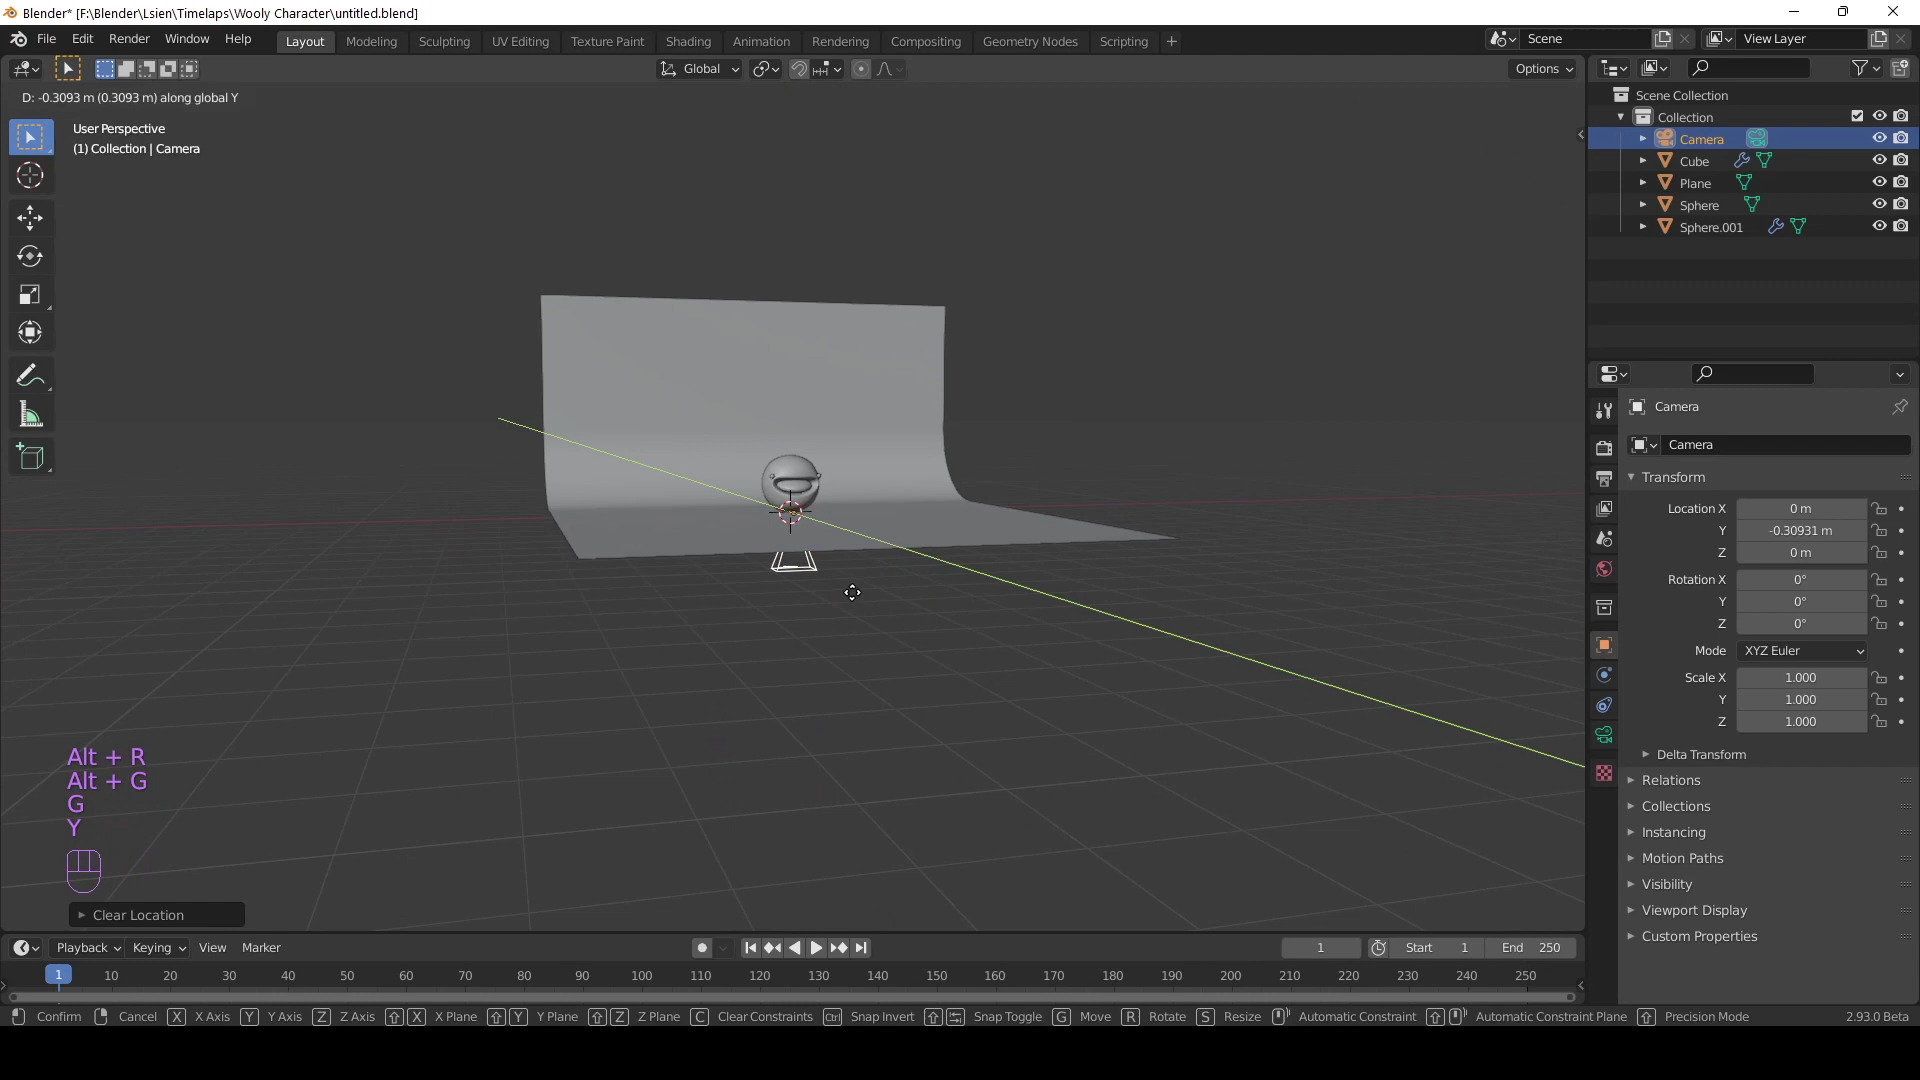 Blender* [F:\Blender\Lsien\Timelaps\Wooly Character\untitled.blend]
File Edit Render Window Help Layout Modeling Sculpting UV Editing Texture Paint Shading Animation Rendering Compositing Geometry Nodes Scripting + Scene View Layer
Global Options
D: -0.3093 m (0.3093 m) along global Y
User Perspective
(1) Collection | Camera
Scene Collection
Collection
Camera
Cube
Plane
Sphere
Sphere.001
Camera
Camera
Transform
Location X 0 m
Y -0.30931 m
Z 0 m
Rotation X 0°
Y 0°
Z 0°
Mode XYZ Euler
Scale X 1.000
Y 1.000
Z 1.000
Delta Transform
Relations
Collections
Instancing
Motion Paths
Visibility
Viewport Display
Custom Properties
Alt + R
Alt + G
G
Y
Clear Location
Playback Keying View Marker 1 Start 1 End 250
1 10 20 30 40 50 60 70 80 90 100 110 120 130 140 150 160 170 180 190 200 210 220 230 240 250
Confirm Cancel X X Axis Y Y Axis Z Z Axis X X Plane Y Y Plane Z Z Plane C Clear Constraints Ctrl Snap Invert Snap Toggle G Move R Rotate S Resize Automatic Constraint Automatic Constraint Plane Precision Mode 2.93.0 Beta